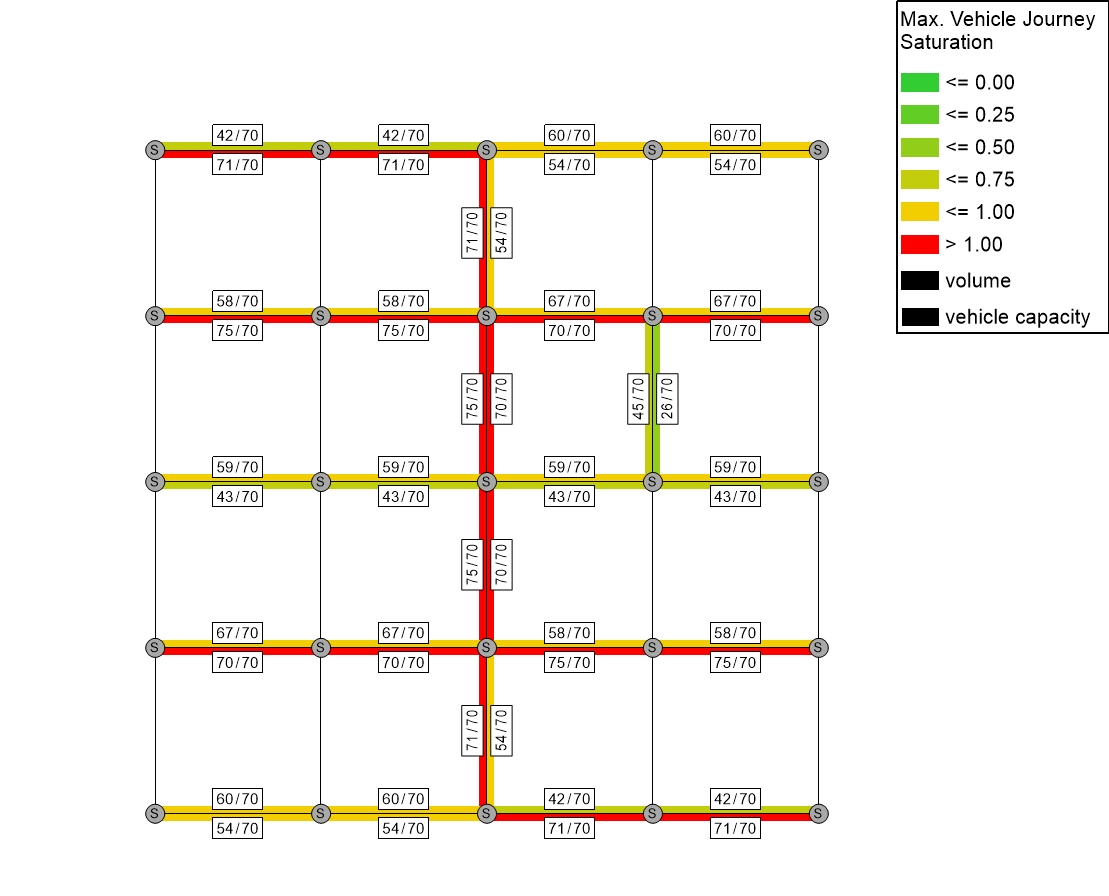 Max. Vehicle Journey
Saturation
<= 0.00
<= 0.25
<= 0.50
<= 0.75
<= 1.00
> 1.00
volume
vehicle capacity
42/70 42/70 60/70 60/70
S S S S S
71/70 71/70 54/70 54/70
71/70 54/70
58/70 58/70 67/70 67/70
S S S S S
75/70 75/70 70/70 70/70
75/70 70/70 45/70 26/70
59/70 59/70 59/70 59/70
S S S S S
43/70 43/70 43/70 43/70
75/70 70/70
67/70 67/70 58/70 58/70
S S S S S
70/70 70/70 75/70 75/70
71/70 54/70
60/70 60/70 42/70 42/70
S S S S S
54/70 54/70 71/70 71/70